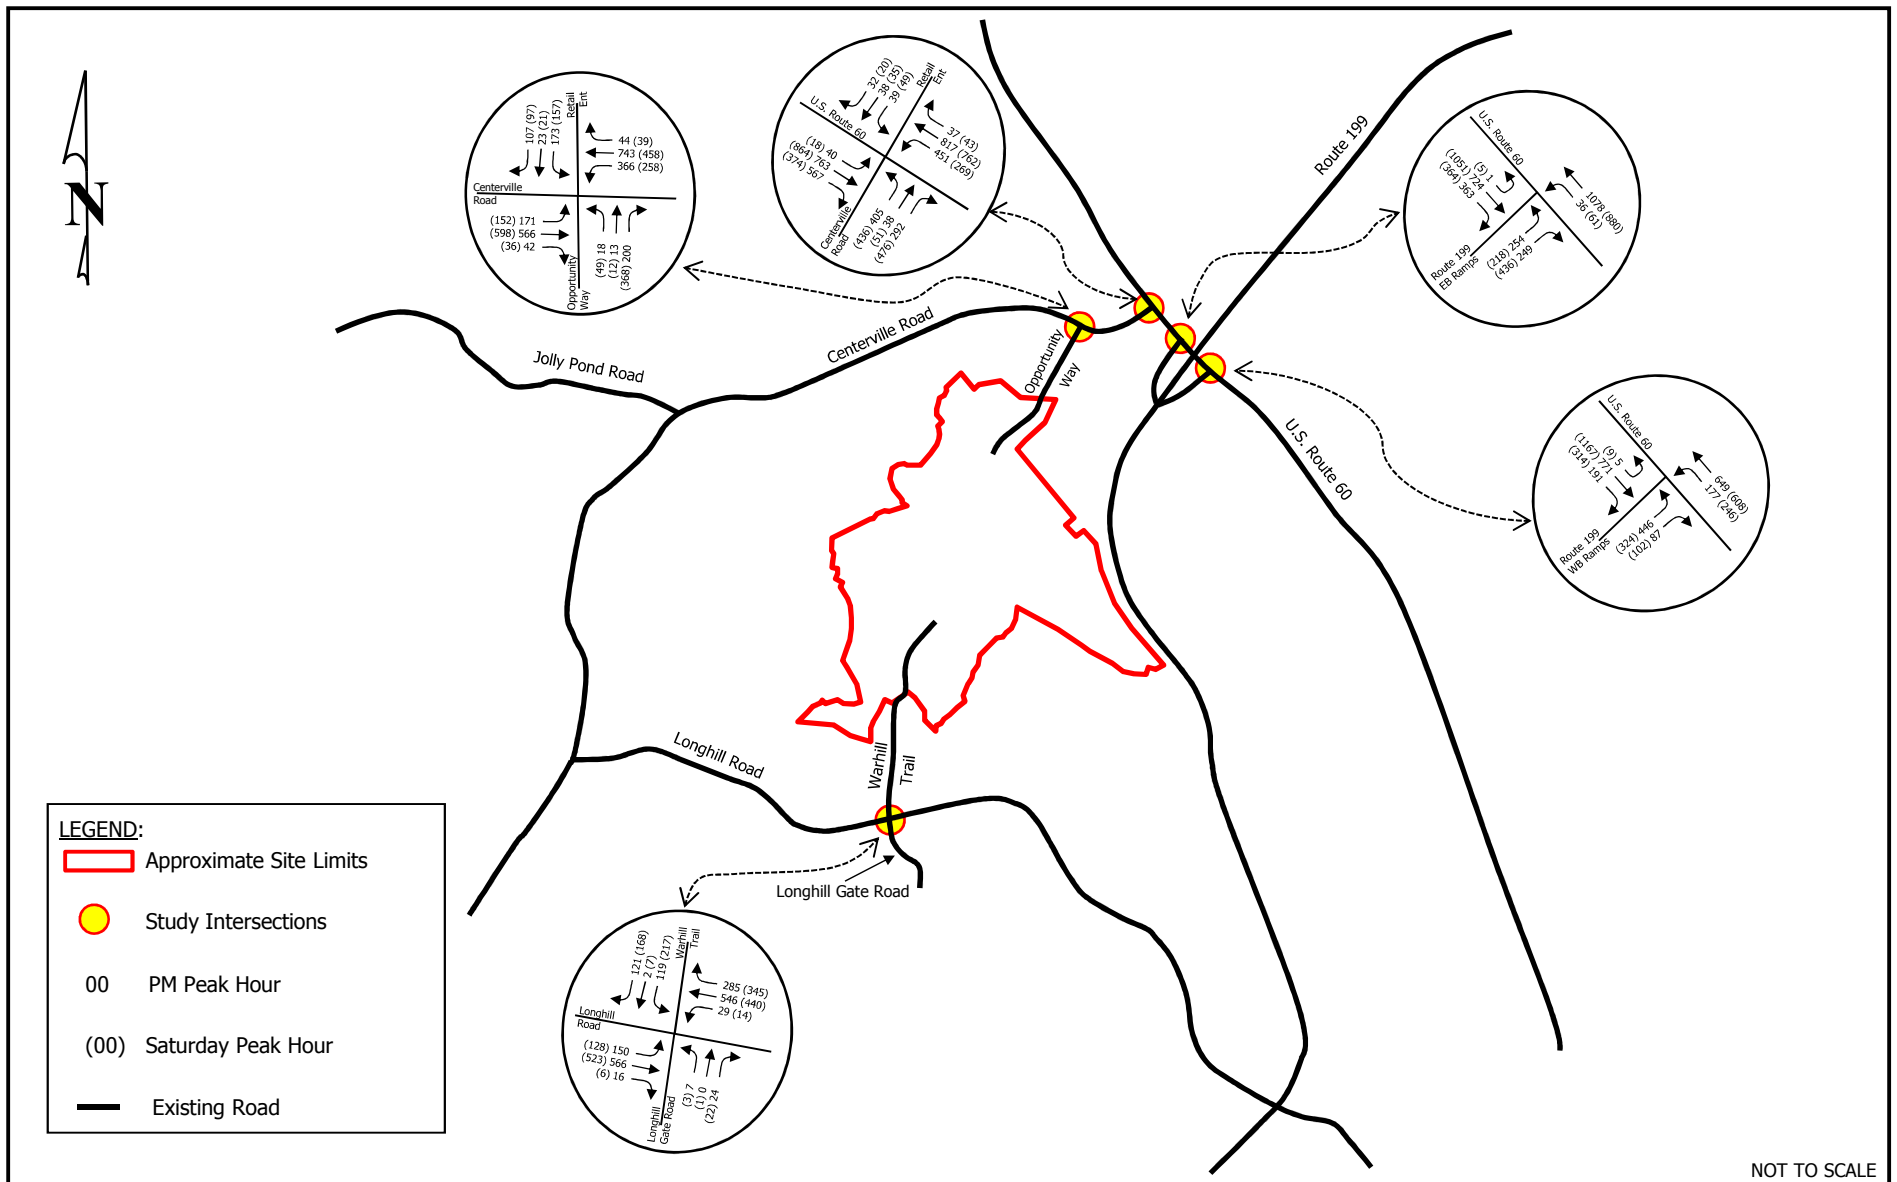 N
107 (97)
23 (21)
173 (157)
Retail
Ent
44 (39)
743 (458)
366 (258)
Centerville
Road
(152) 171
(598) 566
(36) 42
Opportunity
Way
(49) 18
(12) 13
(368) 200
32 (20)
38 (35)
39 (49)
Retail
Ent
U.S. Route 60
37 (43)
817 (762)
451 (269)
(18) 40
(864) 763
(374) 567
Centerville
Road
(436) 405
(51) 38
(476) 292
U.S. Route 60
(5) 1
(1051) 724
(364) 363
1078 (880)
36 (61)
Route 199
EB Ramps
(218) 254
(436) 249
U.S. Route 60
(9) 5
(1167) 771
(314) 191
649 (608)
177 (246)
Route 199
WB Ramps
(324) 446
(102) 87
Route 199
Centerville Road
Jolly Pond Road
Opportunity
Way
U.S. Route 60
Longhill Road
Warhill
Trail
Longhill Gate Road
121 (168)
2 (7)
119 (217)
Warhill
Trail
285 (345)
546 (440)
29 (14)
Longhill
Road
(128) 150
(523) 566
(6) 16
Longhill
Gate Road
(3) 7
(1) 0
(22) 24
LEGEND:
Approximate Site Limits
Study Intersections
00 PM Peak Hour
(00) Saturday Peak Hour
Existing Road
NOT TO SCALE